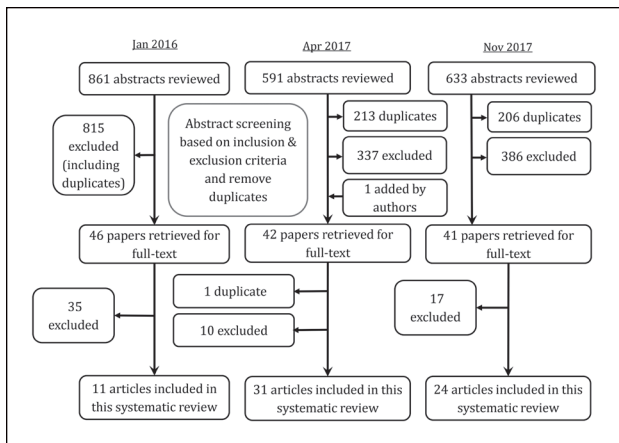 Jan 2016
Apr 2017
Nov 2017
861 abstracts reviewed
591 abstracts reviewed
633 abstracts reviewed
815
excluded
(including
duplicates)
Abstract screening
based on inclusion &
exclusion criteria
and remove
duplicates
213 duplicates
337 excluded
1 added by
authors
206 duplicates
386 excluded
46 papers retrieved for
full-text
42 papers retrieved for
full-text
41 papers retrieved for
full-text
35
excluded
1 duplicate
10 excluded
17
excluded
11 articles included in
this systematic review
31 articles included in this
systematic review
24 articles included in this
systematic review